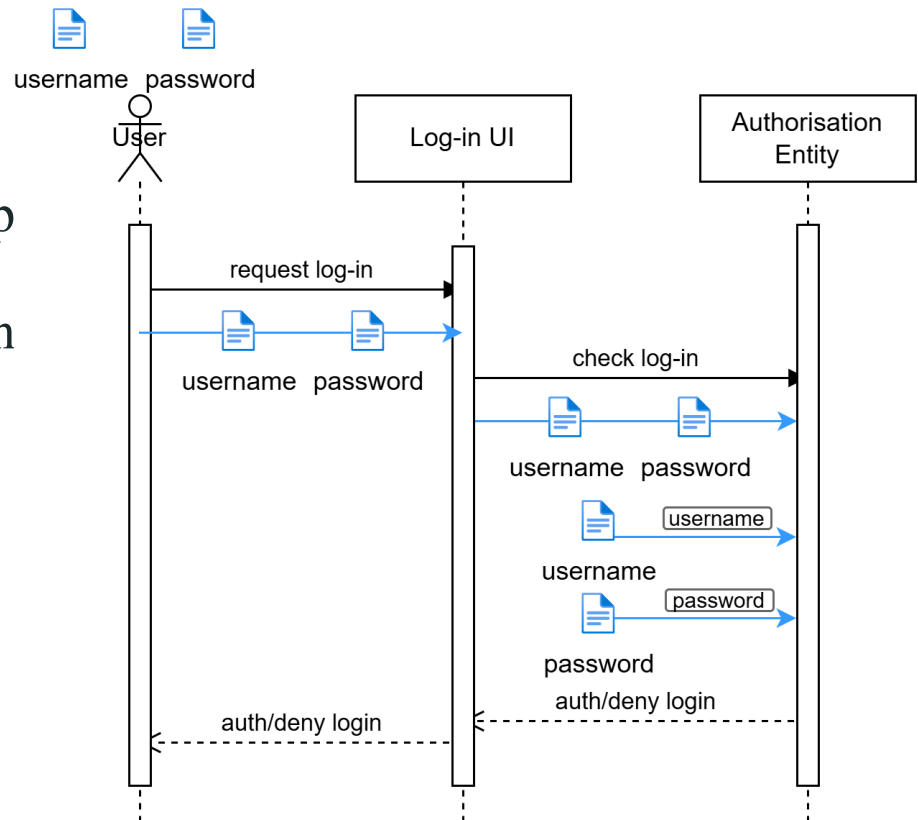 username password
User
Log-in UI
Authorisation
Entity
p
request log-in
n
username password
check log-in
username password
username
username
password
password
auth/deny login
auth/deny login